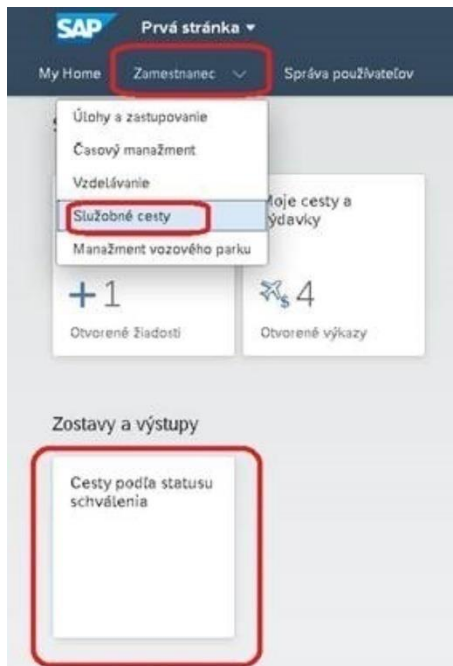 SAP Prvá stránka
My Home Zamestnanec Správa používateľov
Úlohy a zastupovanie
Časový manažment
Vzdelávanie
Služobné cesty
Manažment vozového parku
Moje cesty a
výdavky
+1
4
Otvorené žiadosti
Otvorené výkazy
Zostavy a výstupy
Cesty podľa statusu
schválenia